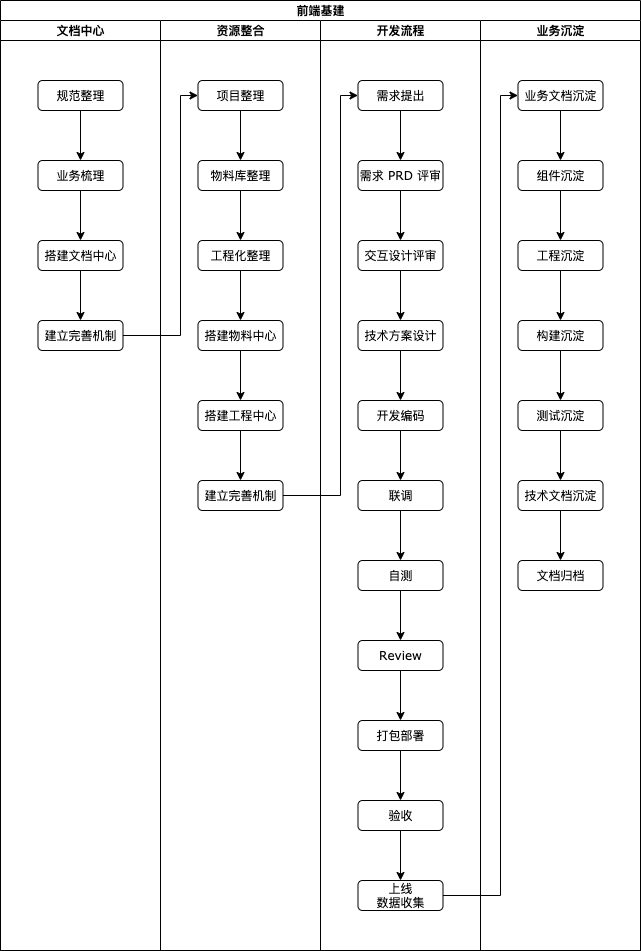 前端基建
文档中心
资源整合
开发流程
业务沉淀
规范整理
业务梳理
搭建文档中心
建立完善机制
项目整理
物料库整理
工程化整理
搭建物料中心
搭建工程中心
建立完善机制
需求提出
需求 PRD 评审
交互设计评审
技术方案设计
开发编码
联调
自测
Review
打包部署
验收
上线
数据收集
业务文档沉淀
组件沉淀
工程沉淀
构建沉淀
测试沉淀
技术文档沉淀
文档归档